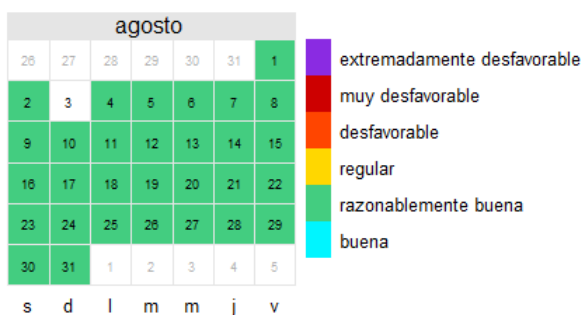 agosto
26 27 28 29 30 31 1
2 3 4 5 6 7 8
9 10 11 12 13 14 15
16 17 18 19 20 21 22
23 24 25 26 27 28 29
30 31 1 2 3 4 5
s d l m m j v
extremadamente desfavorable
muy desfavorable
desfavorable
regular
razonablemente buena
buena